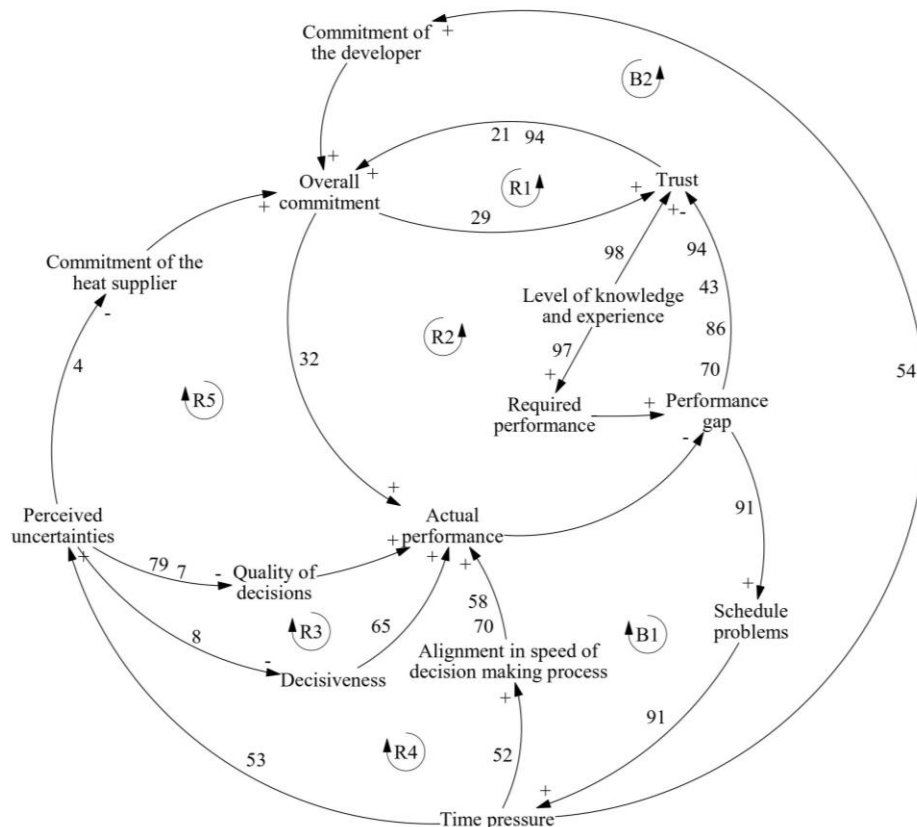 Commitment of
the developer
+
B2
21 94
+
+
Overall
commitment
+
R1
+
Trust
+-
29
94
Commitment of the
heat supplier
-
98
43
Level of knowledge
and experience
R2
86
4
32
97
+
70
54
R5
Required
performance
+
Performance
gap
-
+
91
Perceived
uncertainties
+
Actual
performance
+
+
+
79
7
-
Quality of
decisions
58
+
Schedule
problems
R3
65
70
B1
8
-
Decisiveness
Alignment in speed of
decision making process
+
91
R4
53
52
+
Time pressure